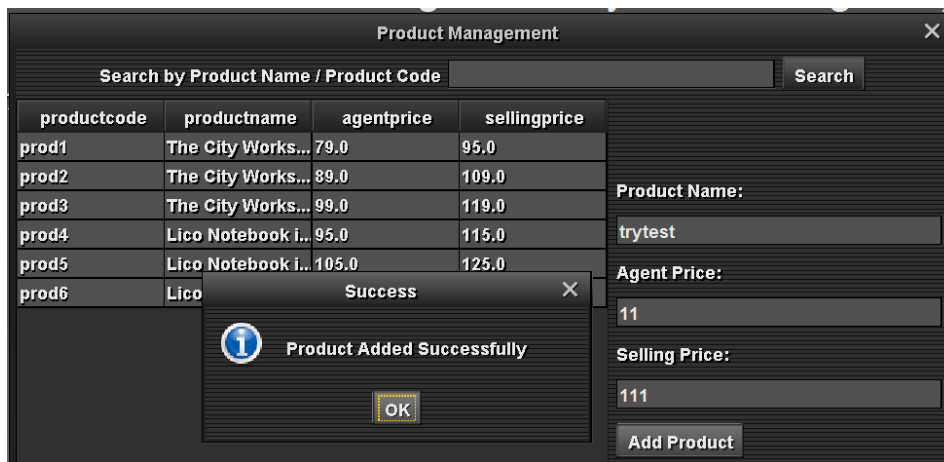 Product Management
Search by Product Name / Product Code Search
productcode productname agentprice sellingprice
prod1 The City Works... 79.0 95.0
prod2 The City Works... 89.0 109.0
prod3 The City Works... 99.0 119.0
prod4 Lico Notebook i... 95.0 115.0
prod5 Lico Notebook i... 105.0 125.0
prod6 Lico
Success
Product Added Successfully
OK
Product Name:
trytest
Agent Price:
11
Selling Price:
111
Add Product